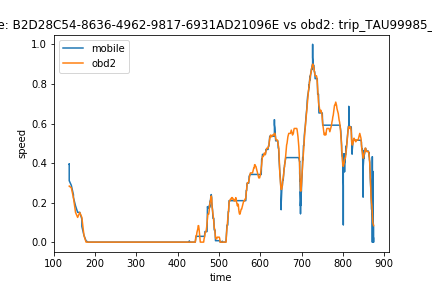 e: B2D28C54-8636-4962-9817-6931AD21096E vs obd2: trip_TAU99985_
mobile
obd2
speed
1.0
0.8
0.6
0.4
0.2
0.0
100 200 300 400 500 600 700 800 900
time